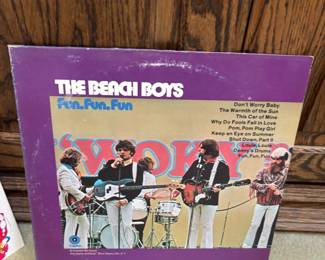 THE BEACH BOYS
Fun, Fun, Fun
Don't Worry Baby
The Warmth of the Sun
This Car of Mine
Why Do Fools Fall in Love
Pom, Pom Play Girl
Keep an Eye on Summer
Shut Down, Part II
Louie, Louie
Denny's Drums
Fun, Fun, Fun
'WOKY'